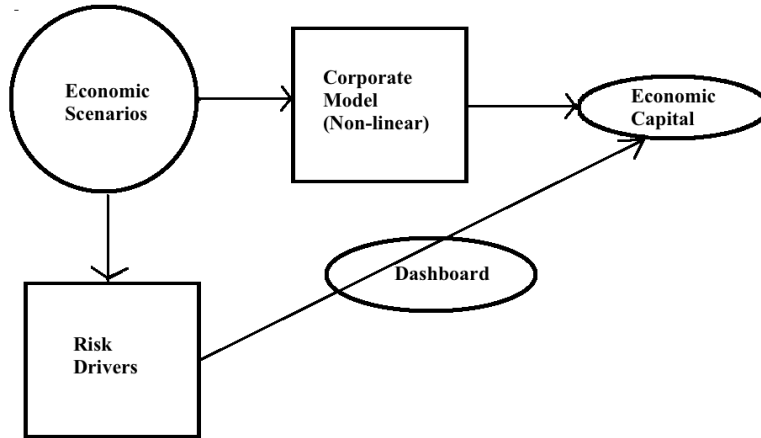 Economic
Scenarios
Corporate
Model
(Non-linear)
Economic
Capital
Dashboard
Risk
Drivers